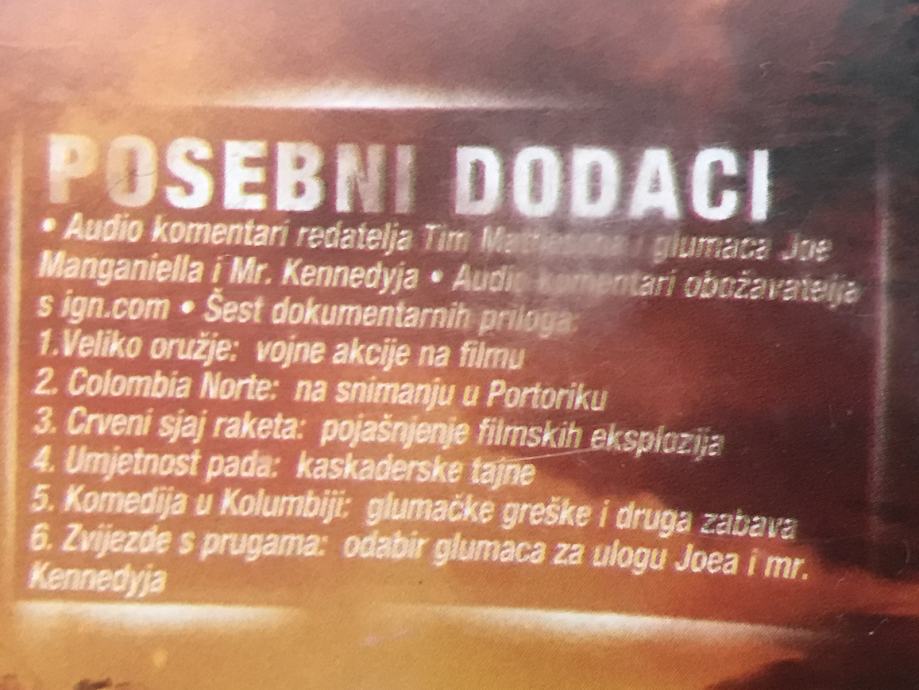 POSEBNI DODACI
• Audio komentari redatelja Tim Mathesona i glumaca Joe
Manganiella i Mr. Kennedyja • Audio komentari obožavatelja
s ign.com • Šest dokumentarnih priloga:
1.Veliko oružje: vojne akcije na filmu
2. Colombia Norte: na snimanju u Portoriku
3. Crveni sjaj raketa: pojašnjenje filmskih eksplozija
4. Umjetnost pada: kaskaderske tajne
5. Komedija u Kolumbiji: glumačke greške i druga zabava
6. Zvijezde s prugama: odabir glumaca za ulogu Joea i mr.
Kennedyja